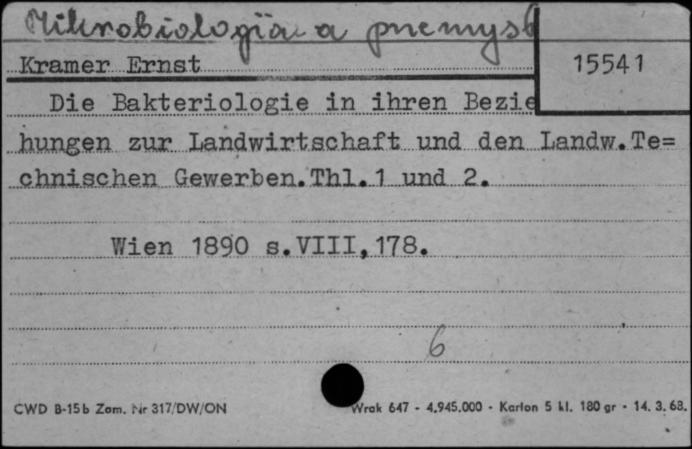 Mikrobiologia a przemysł
Kramer Ernst
15541
Die Bakteriologie in ihren Bezie
hungen zur Landwirtschaft und den Landw.Te=
chnischen Gewerben.Thl.1 und 2.
Wien 1890 s.VIII,178.
6
CWD B-15b Zam. Nr 317/DW/ON
Wrak 647 - 4.945.000 - Karton 5 kl. 180 gr - 14. 3. 68.